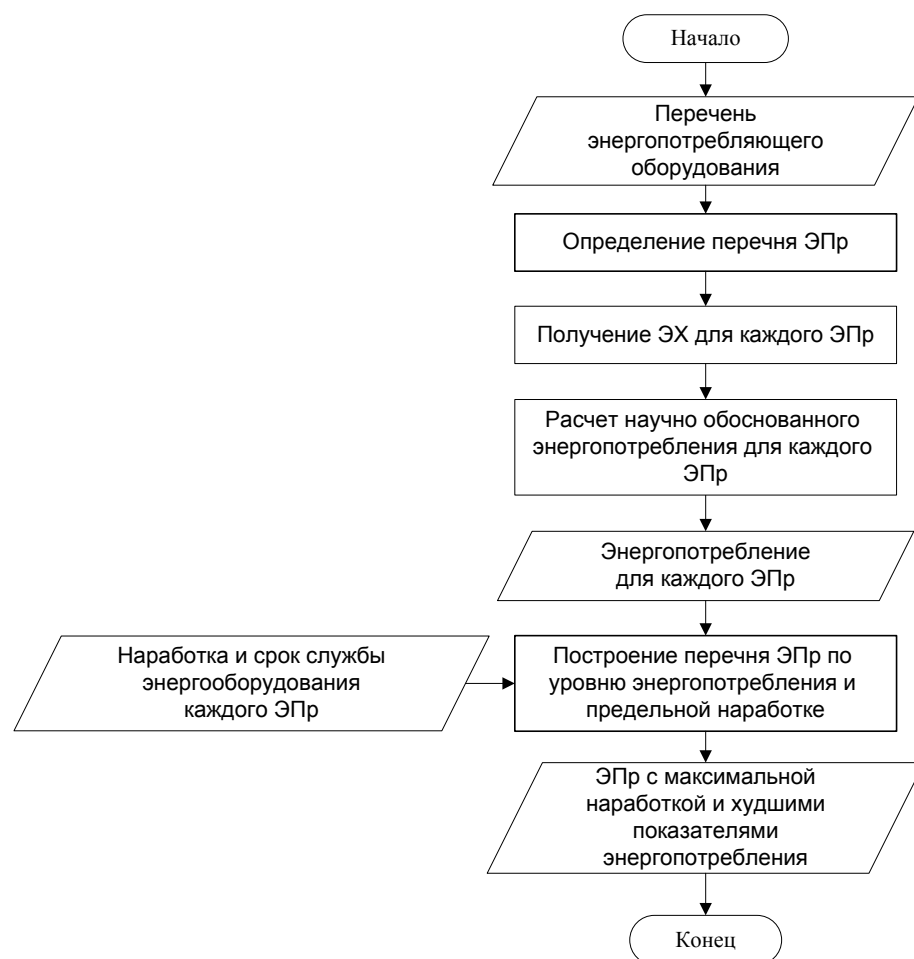 Начало
Перечень
энергопотребляющего
оборудования
Определение перечня ЭПр
Получение ЭХ для каждого ЭПр
Расчет научно обоснованного
энергопотребления для каждого
ЭПр
Энергопотребление
для каждого ЭПр
Наработка и срок службы
энергооборудования
каждого ЭПр
Построение перечня ЭПр по
уровню энергопотребления и
предельной наработке
ЭПр с максимальной
наработкой и худшими
показателями
энергопотребления
Конец